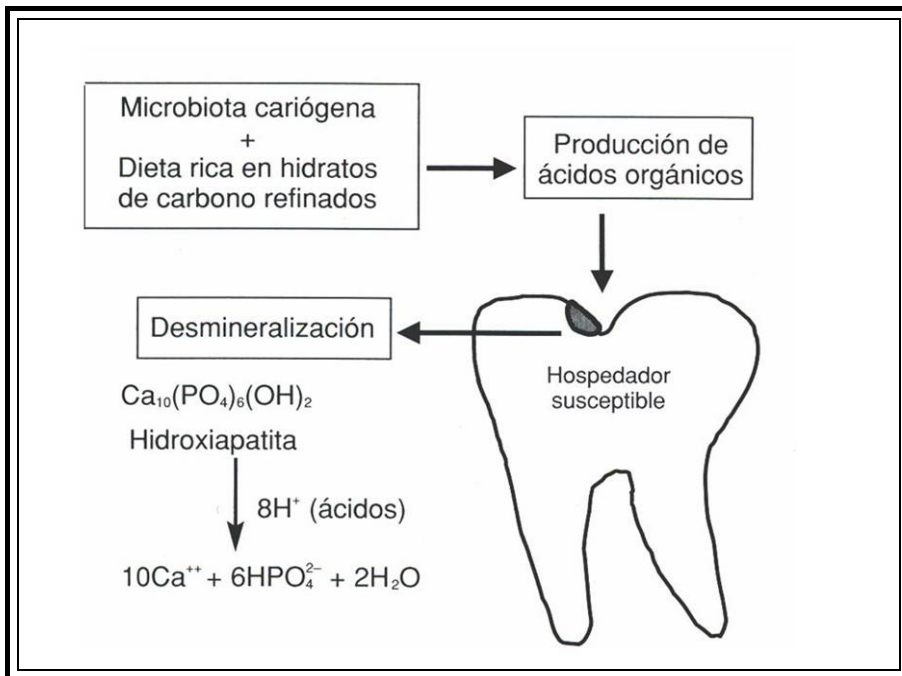 Microbiota cariógena
+
Dieta rica en hidratos
de carbono refinados
Producción de
ácidos orgánicos
Desmineralización
Hospedador
susceptible
Ca₁₀(PO₄)₆(OH)₂
Hidroxiapatita
8H⁺ (ácidos)
10Ca⁺⁺ + 6HPO₄²⁻ + 2H₂O